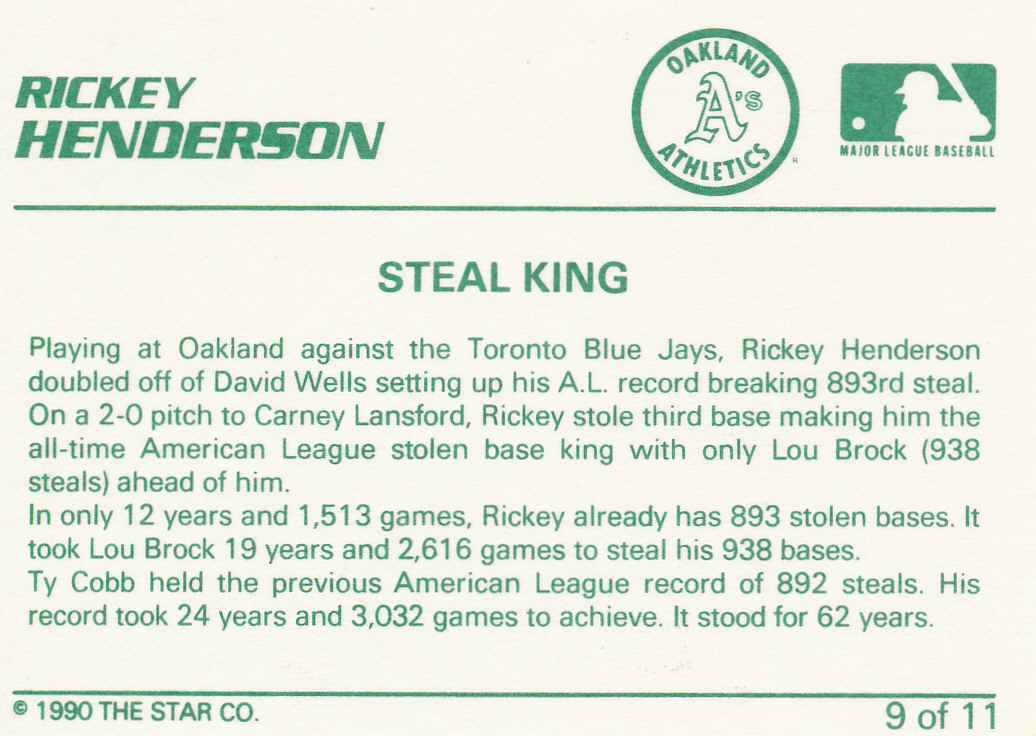 RICKEY
HENDERSON
OAKLAND
A's
ATHLETICS
®
MAJOR LEAGUE BASEBALL
STEAL KING
Playing at Oakland against the Toronto Blue Jays, Rickey Henderson
doubled off of David Wells setting up his A.L. record breaking 893rd steal.
On a 2-0 pitch to Carney Lansford, Rickey stole third base making him the
all-time American League stolen base king with only Lou Brock (938
steals) ahead of him.
In only 12 years and 1,513 games, Rickey already has 893 stolen bases. It
took Lou Brock 19 years and 2,616 games to steal his 938 bases.
Ty Cobb held the previous American League record of 892 steals. His
record took 24 years and 3,032 games to achieve. It stood for 62 years.
© 1990 THE STAR CO.
9 of 11